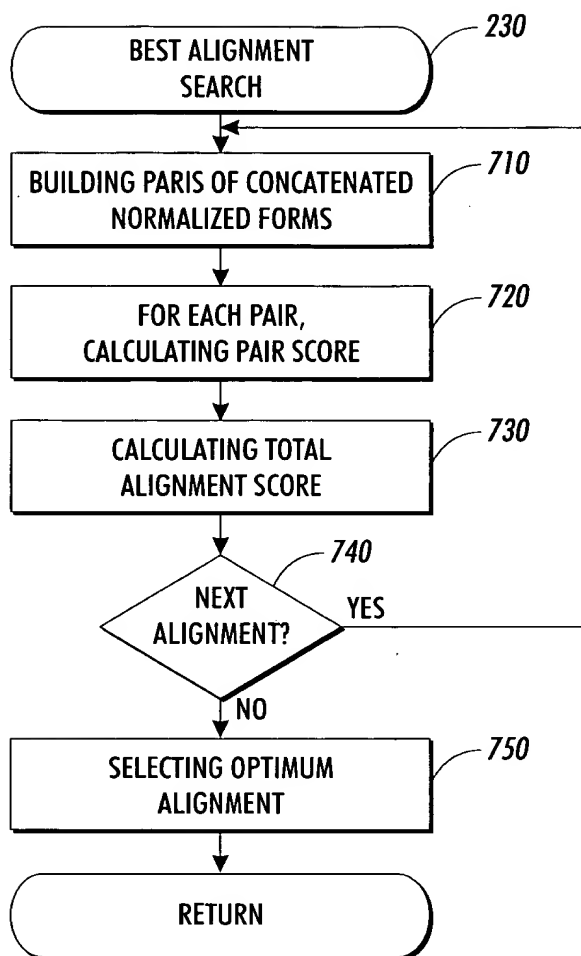 230
BEST ALIGNMENT
SEARCH
710
BUILDING PARIS OF CONCATENATED
NORMALIZED FORMS
720
FOR EACH PAIR,
CALCULATING PAIR SCORE
730
CALCULATING TOTAL
ALIGNMENT SCORE
740
NEXT
ALIGNMENT?
YES
NO
750
SELECTING OPTIMUM
ALIGNMENT
RETURN